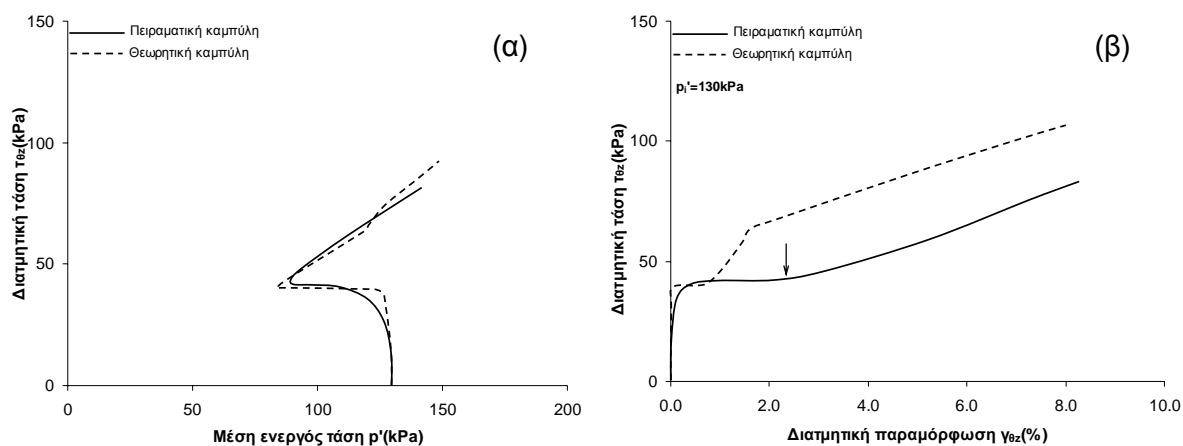 150
Πειραματική καμπύλη
Θεωρητική καμπύλη
(α)
Διατμητική τάση τθz(kPa)
100
50
0
0 50 100 150 200
Μέση ενεργός τάση p'(kPa)
150
Πειραματική καμπύλη
Θεωρητική καμπύλη
(β)
pi'=130kPa
Διατμητική τάση τθz(kPa)
100
50
0
0.0 2.0 4.0 6.0 8.0 10.0
Διατμητική παραμόρφωση γθz(%)